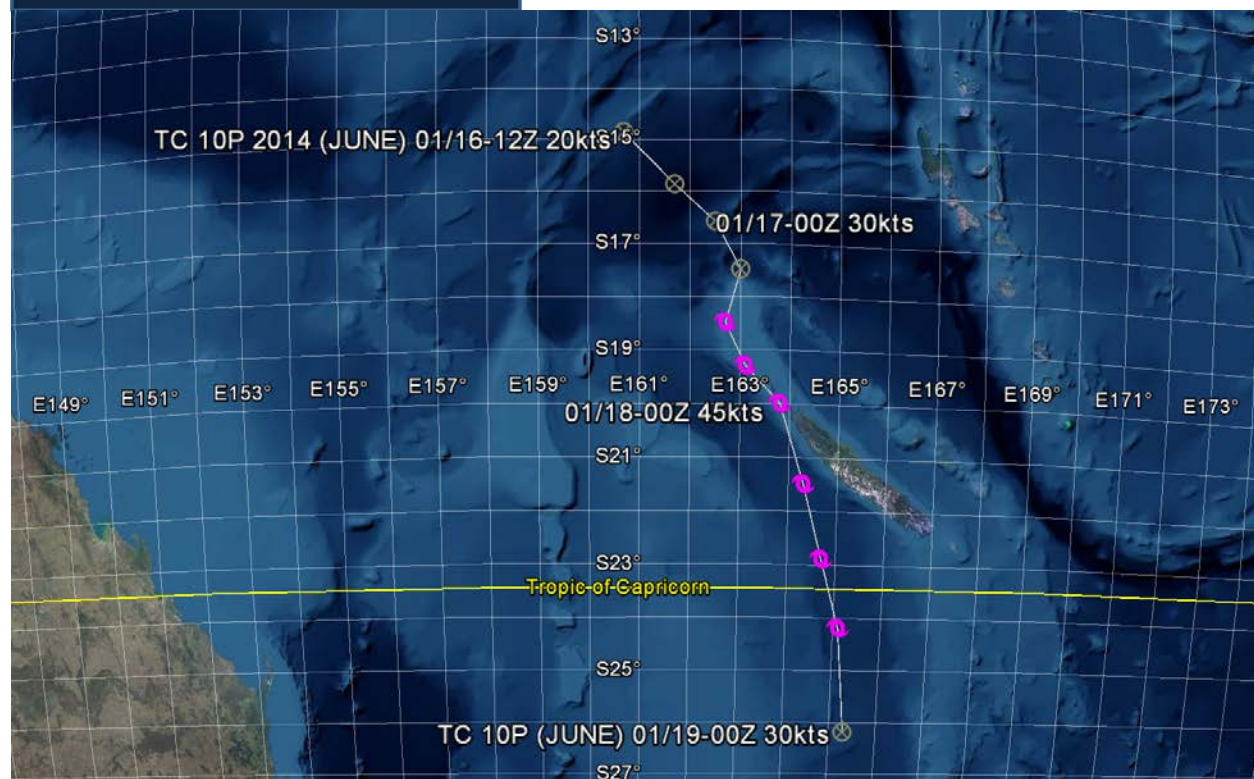 S13°
TC 10P 2014 (JUNE) 01/16-12Z 20kts
S15°
01/17-00Z 30kts
S17°
S19°
E149° E151° E153° E155° E157° E159° E161° E163° E165° E167° E169° E171° E173°
01/18-00Z 45kts
S21°
S23°
Tropic of Capricorn
S25°
TC 10P (JUNE) 01/19-00Z 30kts
S27°